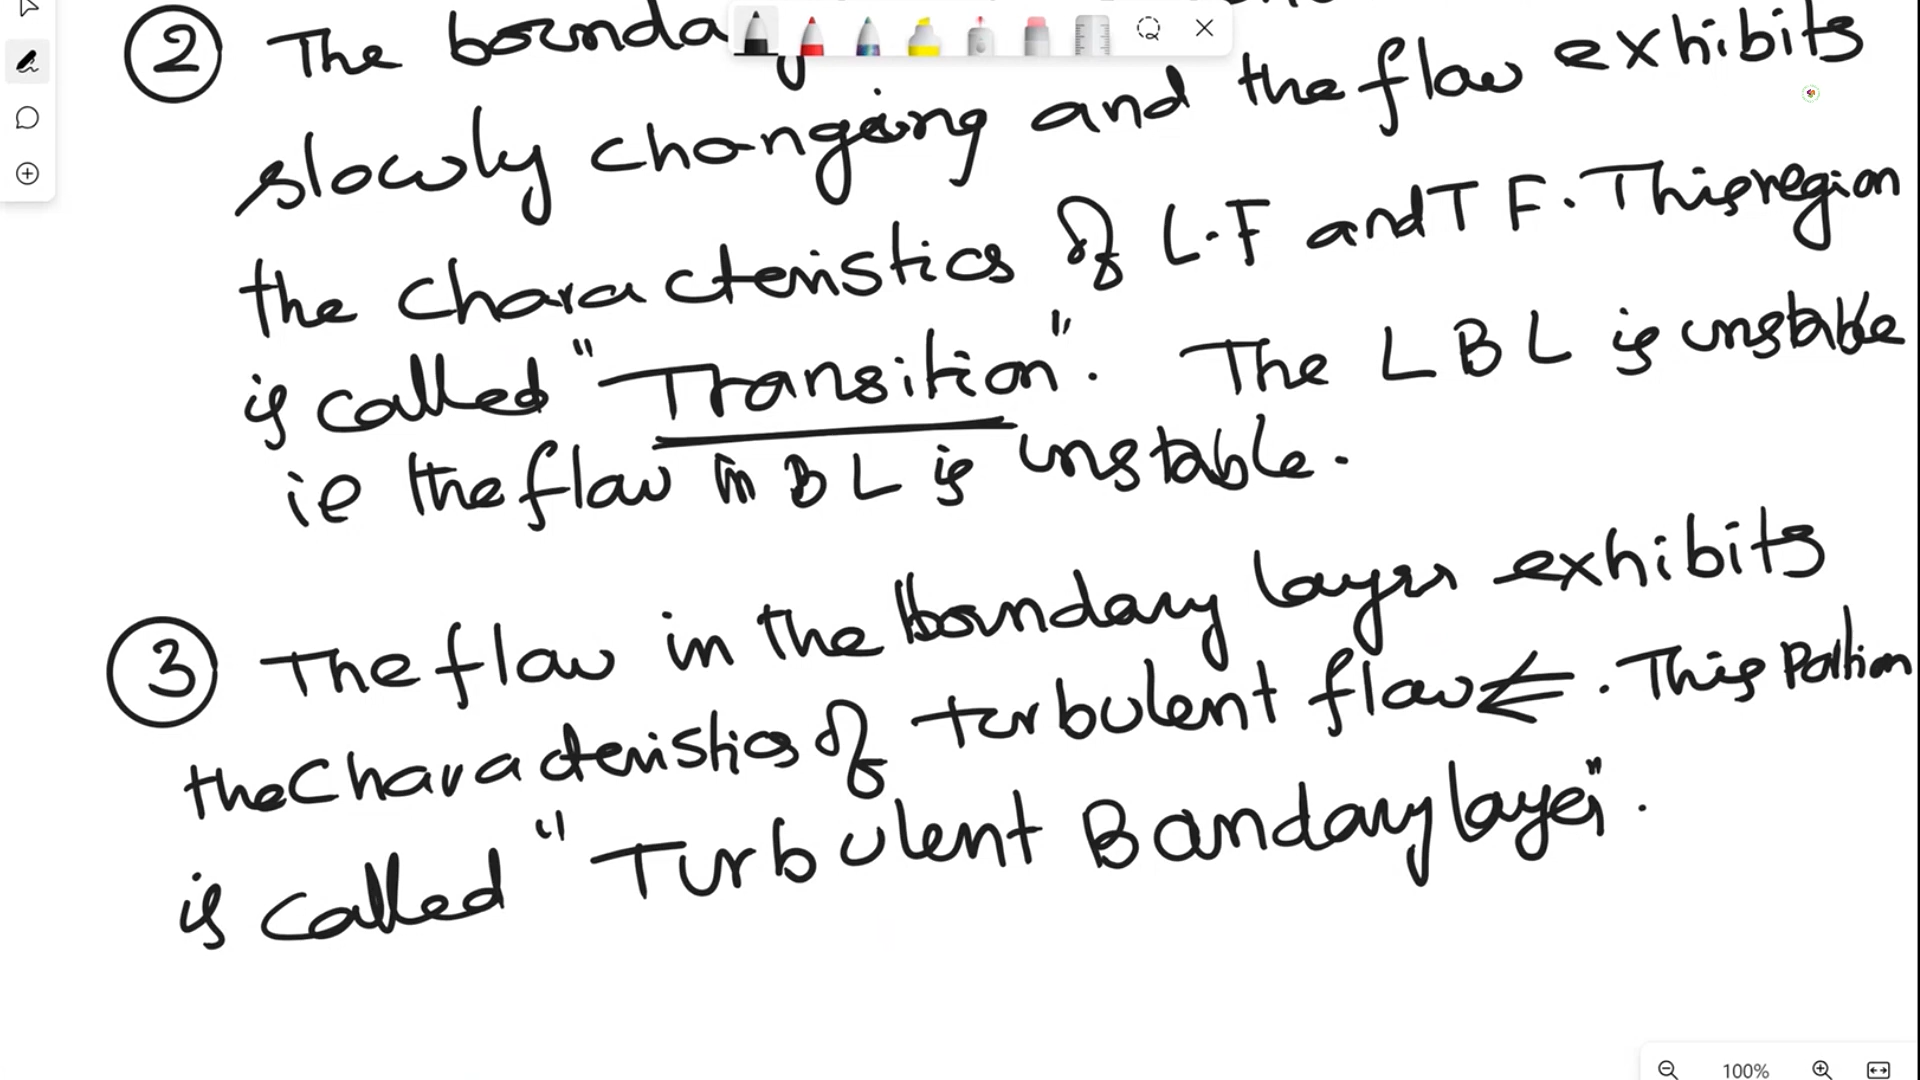 ② The bounda
slowly changing and the flow exhibits
the characteristics of L.F and T F. This region
is called "Transition". The L B L is unstable
ie the flow in B L is unstable.
③ The flow in the boundary layer exhibits
the characteristics of turbulent flow. This Portion
is called "Turbulent Boundary layer".
100%